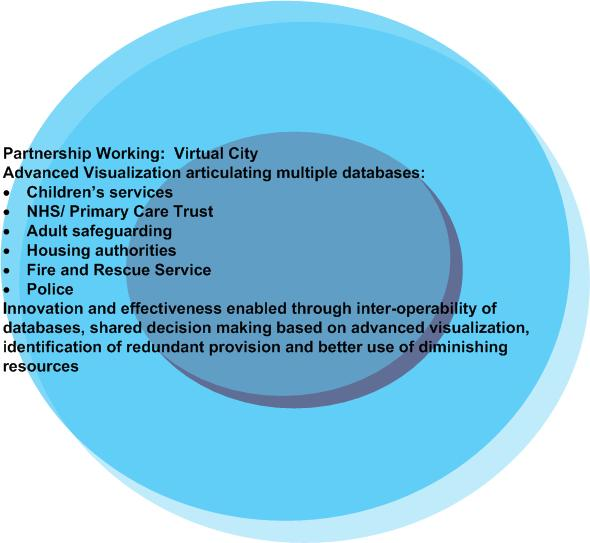 Partnership Working:  Virtual City
Advanced Visualization articulating multiple databases:
• Children’s services
• NHS/ Primary Care Trust
• Adult safeguarding
• Housing authorities
• Fire and Rescue Service
• Police
Innovation and effectiveness enabled through inter-operability of
databases, shared decision making based on advanced visualization,
identification of redundant provision and better use of diminishing
resources